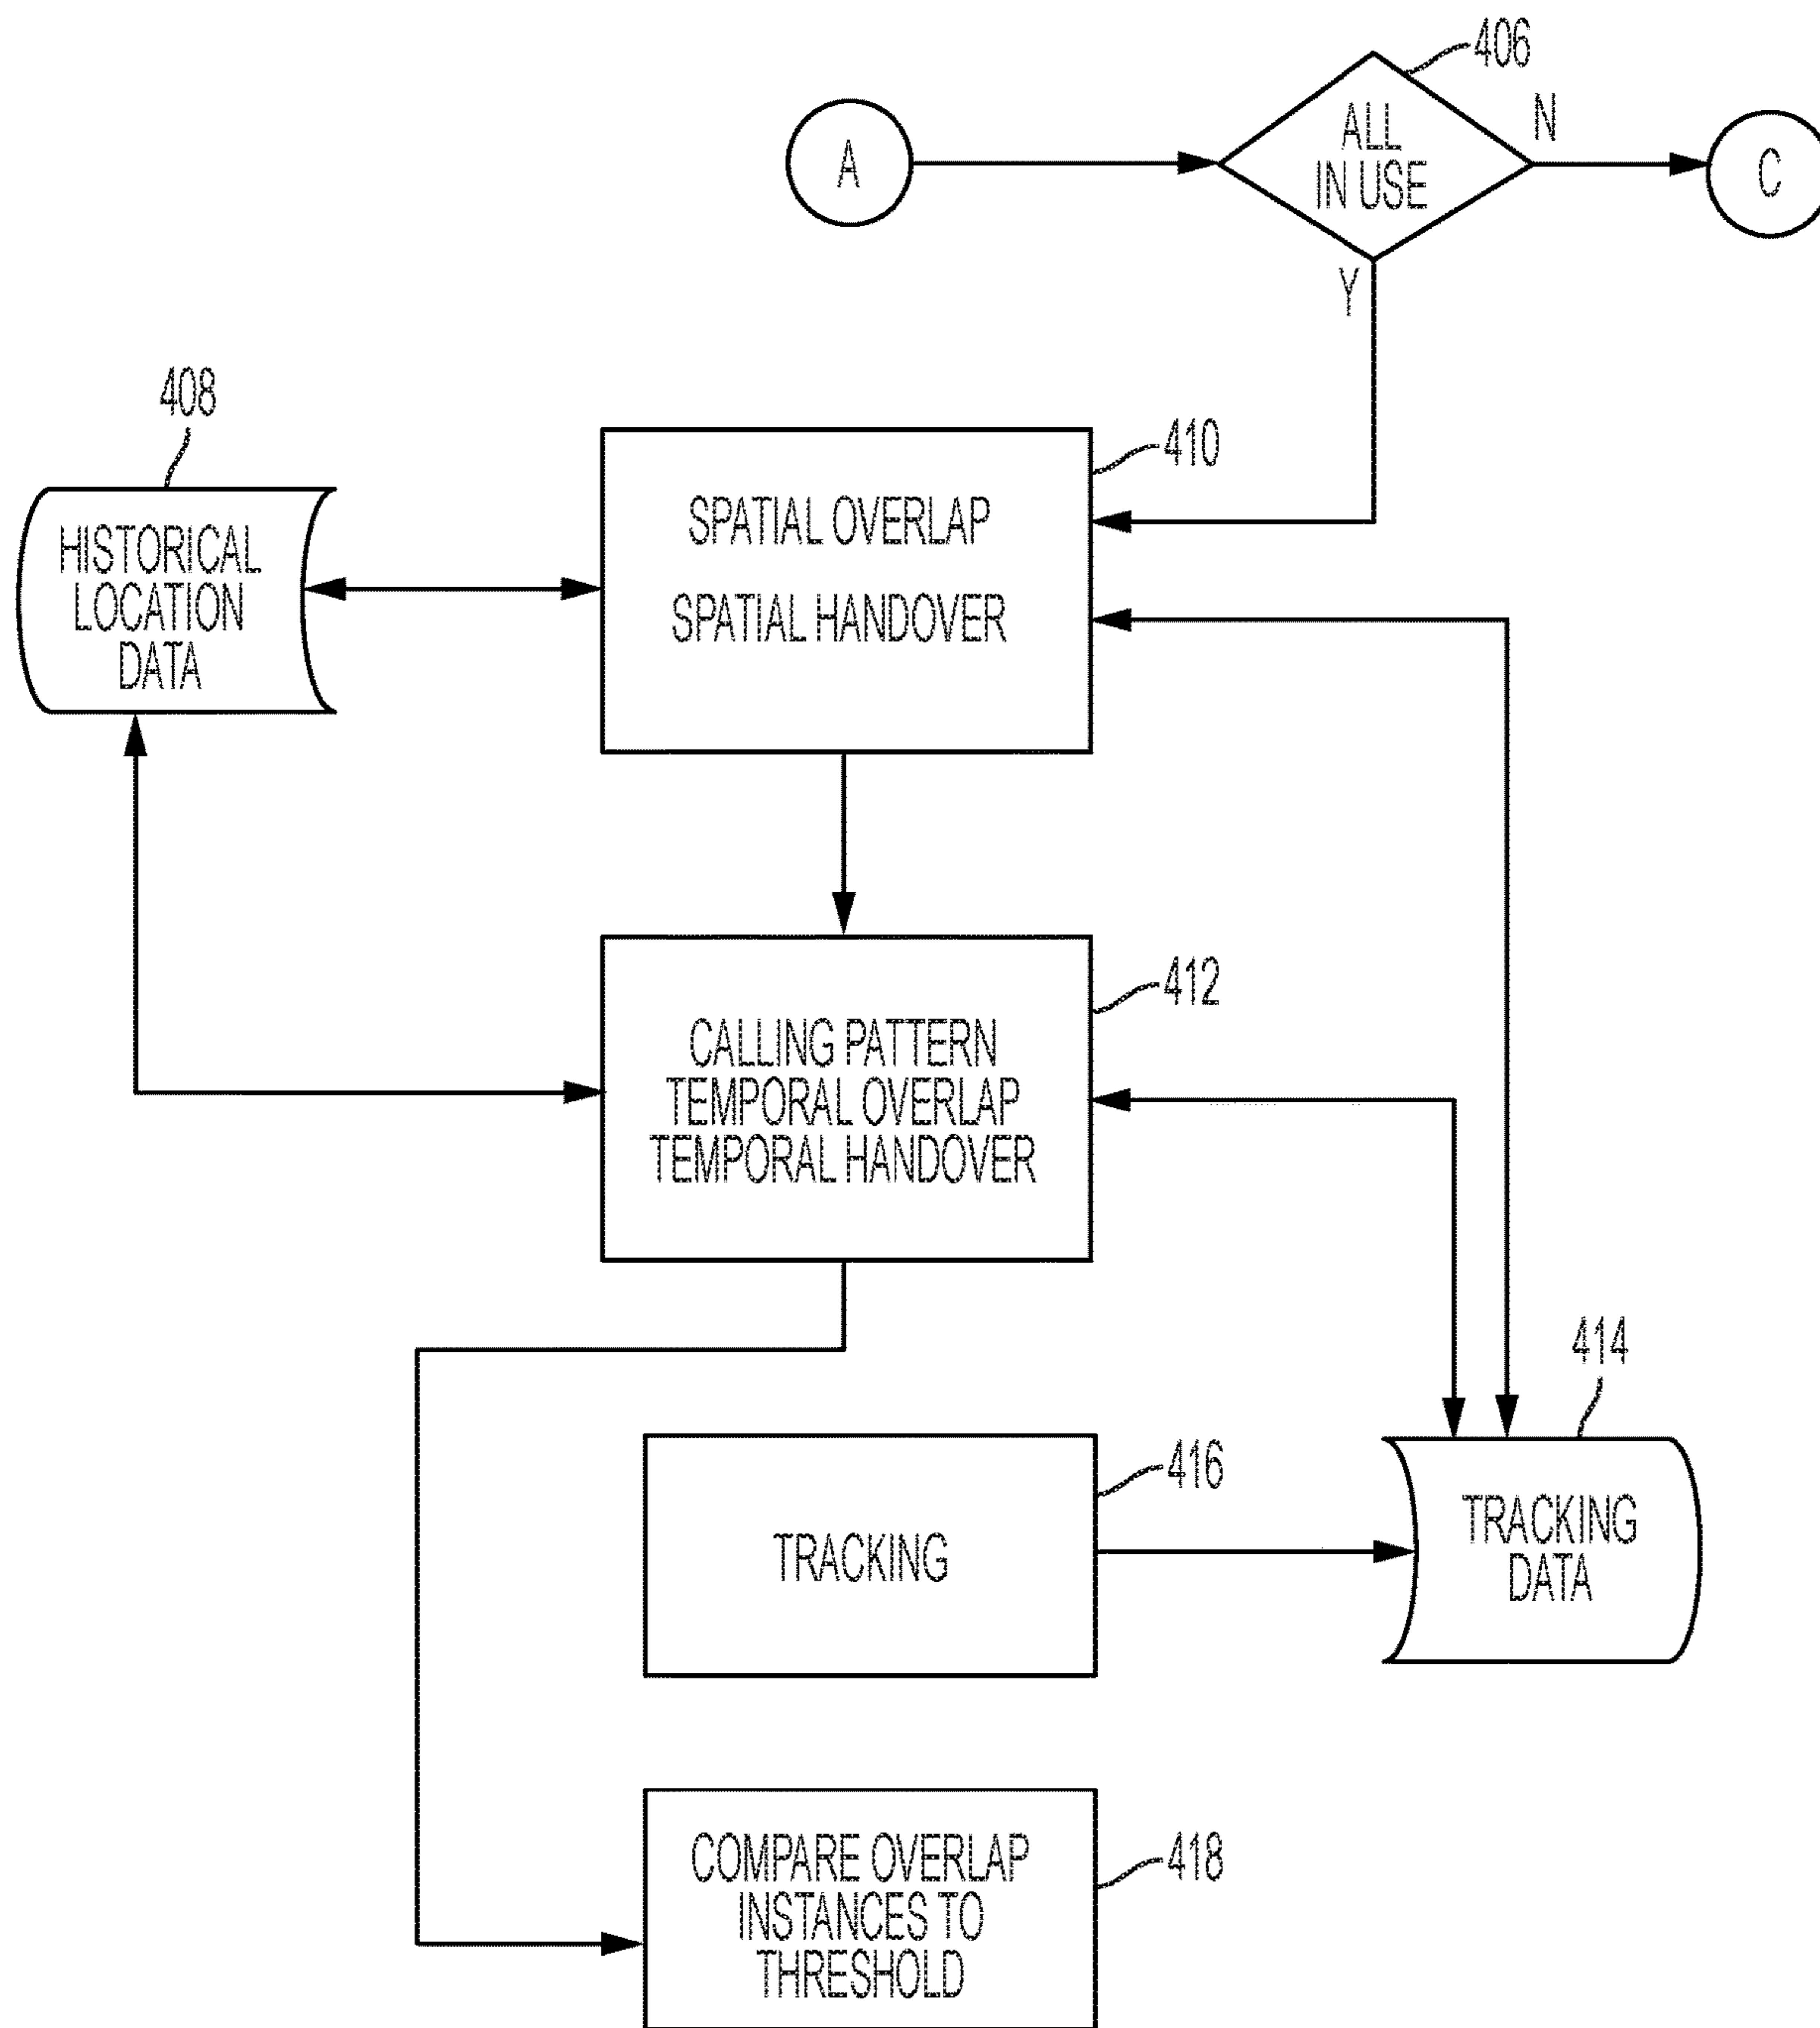 406
A
ALL
IN USE
N
C
Y
408
410
HISTORICAL
LOCATION
DATA
SPATIAL OVERLAP
SPATIAL HANDOVER
412
CALLING PATTERN
TEMPORAL OVERLAP
TEMPORAL HANDOVER
414
416
TRACKING
TRACKING
DATA
418
COMPARE OVERLAP
INSTANCES TO
THRESHOLD